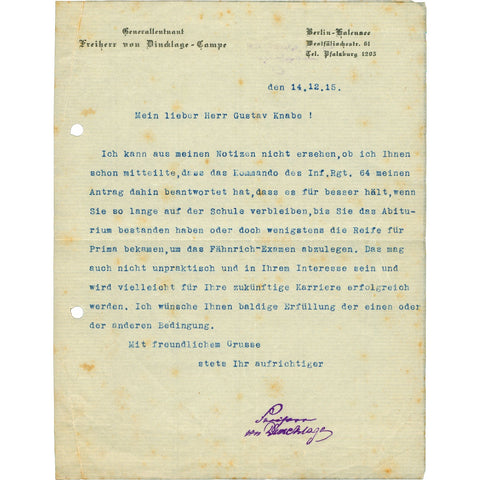 Generalleutnant
Freiherr von Dincklage-Campe
Berlin-Halensee
Westfälischestr. 61
Tel. Pfalzburg 1205
den 14.12.15.
Mein lieber Herr Gustav Knabe !
Ich kann aus meinen Notizen nicht ersehen,ob ich Ihnen
schon mitteilte,dass das Kommando des Inf.Rgt. 64 meinen
Antrag dahin beantwortet hat,dass es für besser hält,wenn
Sie so lange auf der Schule verbleiben,bis Sie das Abitu-
rium bestanden haben oder doch wenigstens die Reife für
Prima bekamen,um das Fähnrich-Examen abzulegen. Das mag
auch nicht unpraktisch und in Ihrem Interesse sein und
wird vielleicht für Ihre zukünftige Karriere erfolgreich
werden. Ich wünsche Ihnen baldige Erfüllung der einen oder
der anderen Bedingung.
Mit freundlichem Grusse
stets Ihr aufrichtiger
Freiherr
von Dincklage